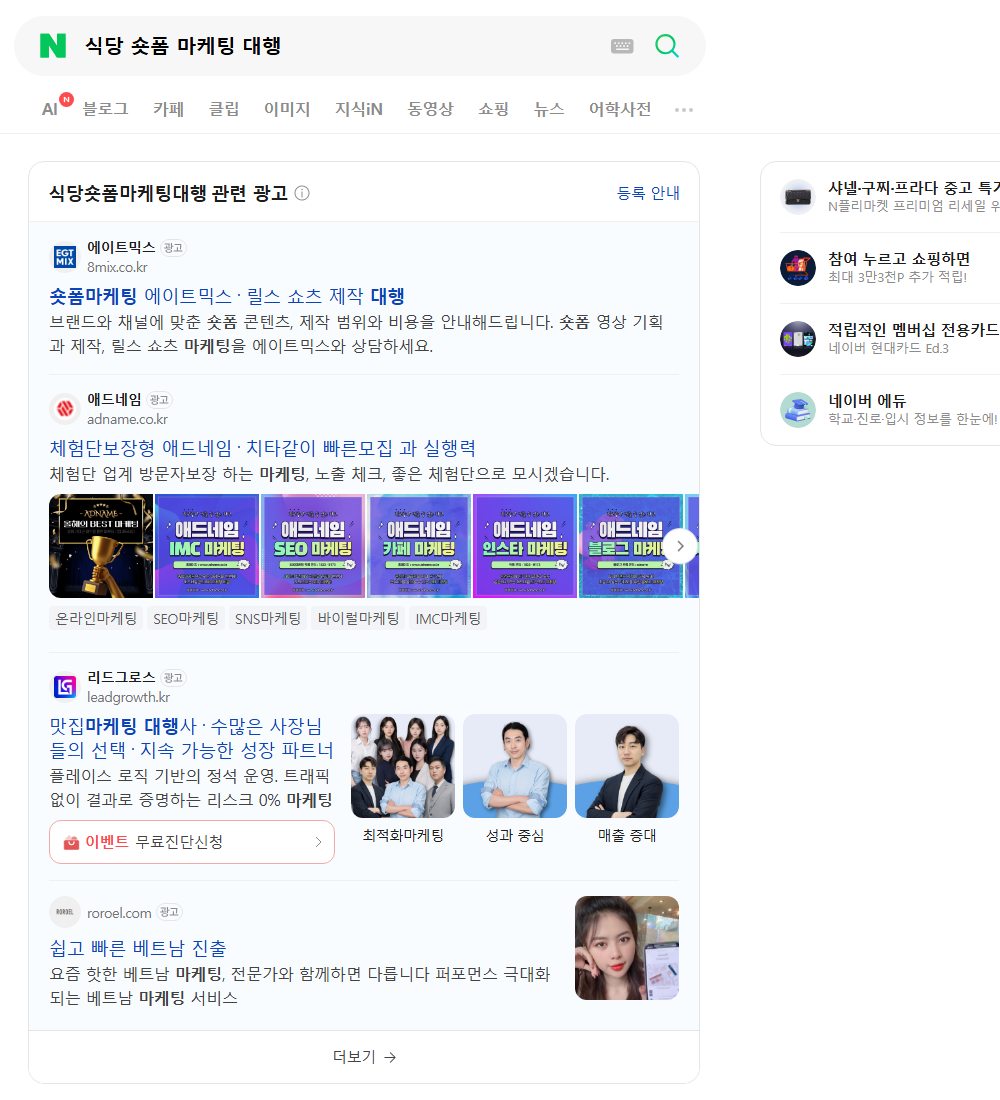 식당 숏폼 마케팅 대행
AI N 블로그 카페 클립 이미지 지식iN 동영상 쇼핑 뉴스 어학사전
식당숏폼마케팅대행 관련 광고
등록 안내
EGT
MIX
에이트믹스 광고
8mix.co.kr
숏폼마케팅 에이트믹스 · 릴스 쇼츠 제작 대행
브랜드와 채널에 맞춘 숏폼 콘텐츠, 제작 범위와 비용을 안내해드립니다. 숏폼 영상 기획
과 제작, 릴스 쇼츠 마케팅을 에이트믹스와 상담하세요.
애드네임 광고
adname.co.kr
체험단보장형 애드네임 · 치타같이 빠른모집 과 실행력
체험단 업계 방문자보장 하는 마케팅, 노출 체크, 좋은 체험단으로 모시겠습니다.
ADNAME
올해의 BEST 마케팅
애드네임
IMC 마케팅
애드네임
SEO 마케팅
애드네임
카페 마케팅
애드네임
인스타 마케팅
애드네임
블로그 마케
온라인마케팅 SEO마케팅 SNS마케팅 바이럴마케팅 IMC마케팅
리드그로스 광고
leadgrowth.kr
맛집마케팅 대행사 · 수많은 사장님
들의 선택 · 지속 가능한 성장 파트너
플레이스 로직 기반의 정석 운영. 트래픽
없이 결과로 증명하는 리스크 0% 마케팅
이벤트 무료진단신청
최적화마케팅 성과 중심 매출 증대
ROROEL
roroel.com 광고
쉽고 빠른 베트남 진출
요즘 핫한 베트남 마케팅, 전문가와 함께하면 다릅니다 퍼포먼스 극대화
되는 베트남 마케팅 서비스
더보기
샤넬·구찌·프라다 중고 특가
N플리마켓 프리미엄 리세일 위
참여 누르고 쇼핑하면
최대 3만3천P 추가 적립!
적립적인 멤버십 전용카드
네이버 현대카드 Ed.3
네이버 에듀
학교·진로·입시 정보를 한눈에!